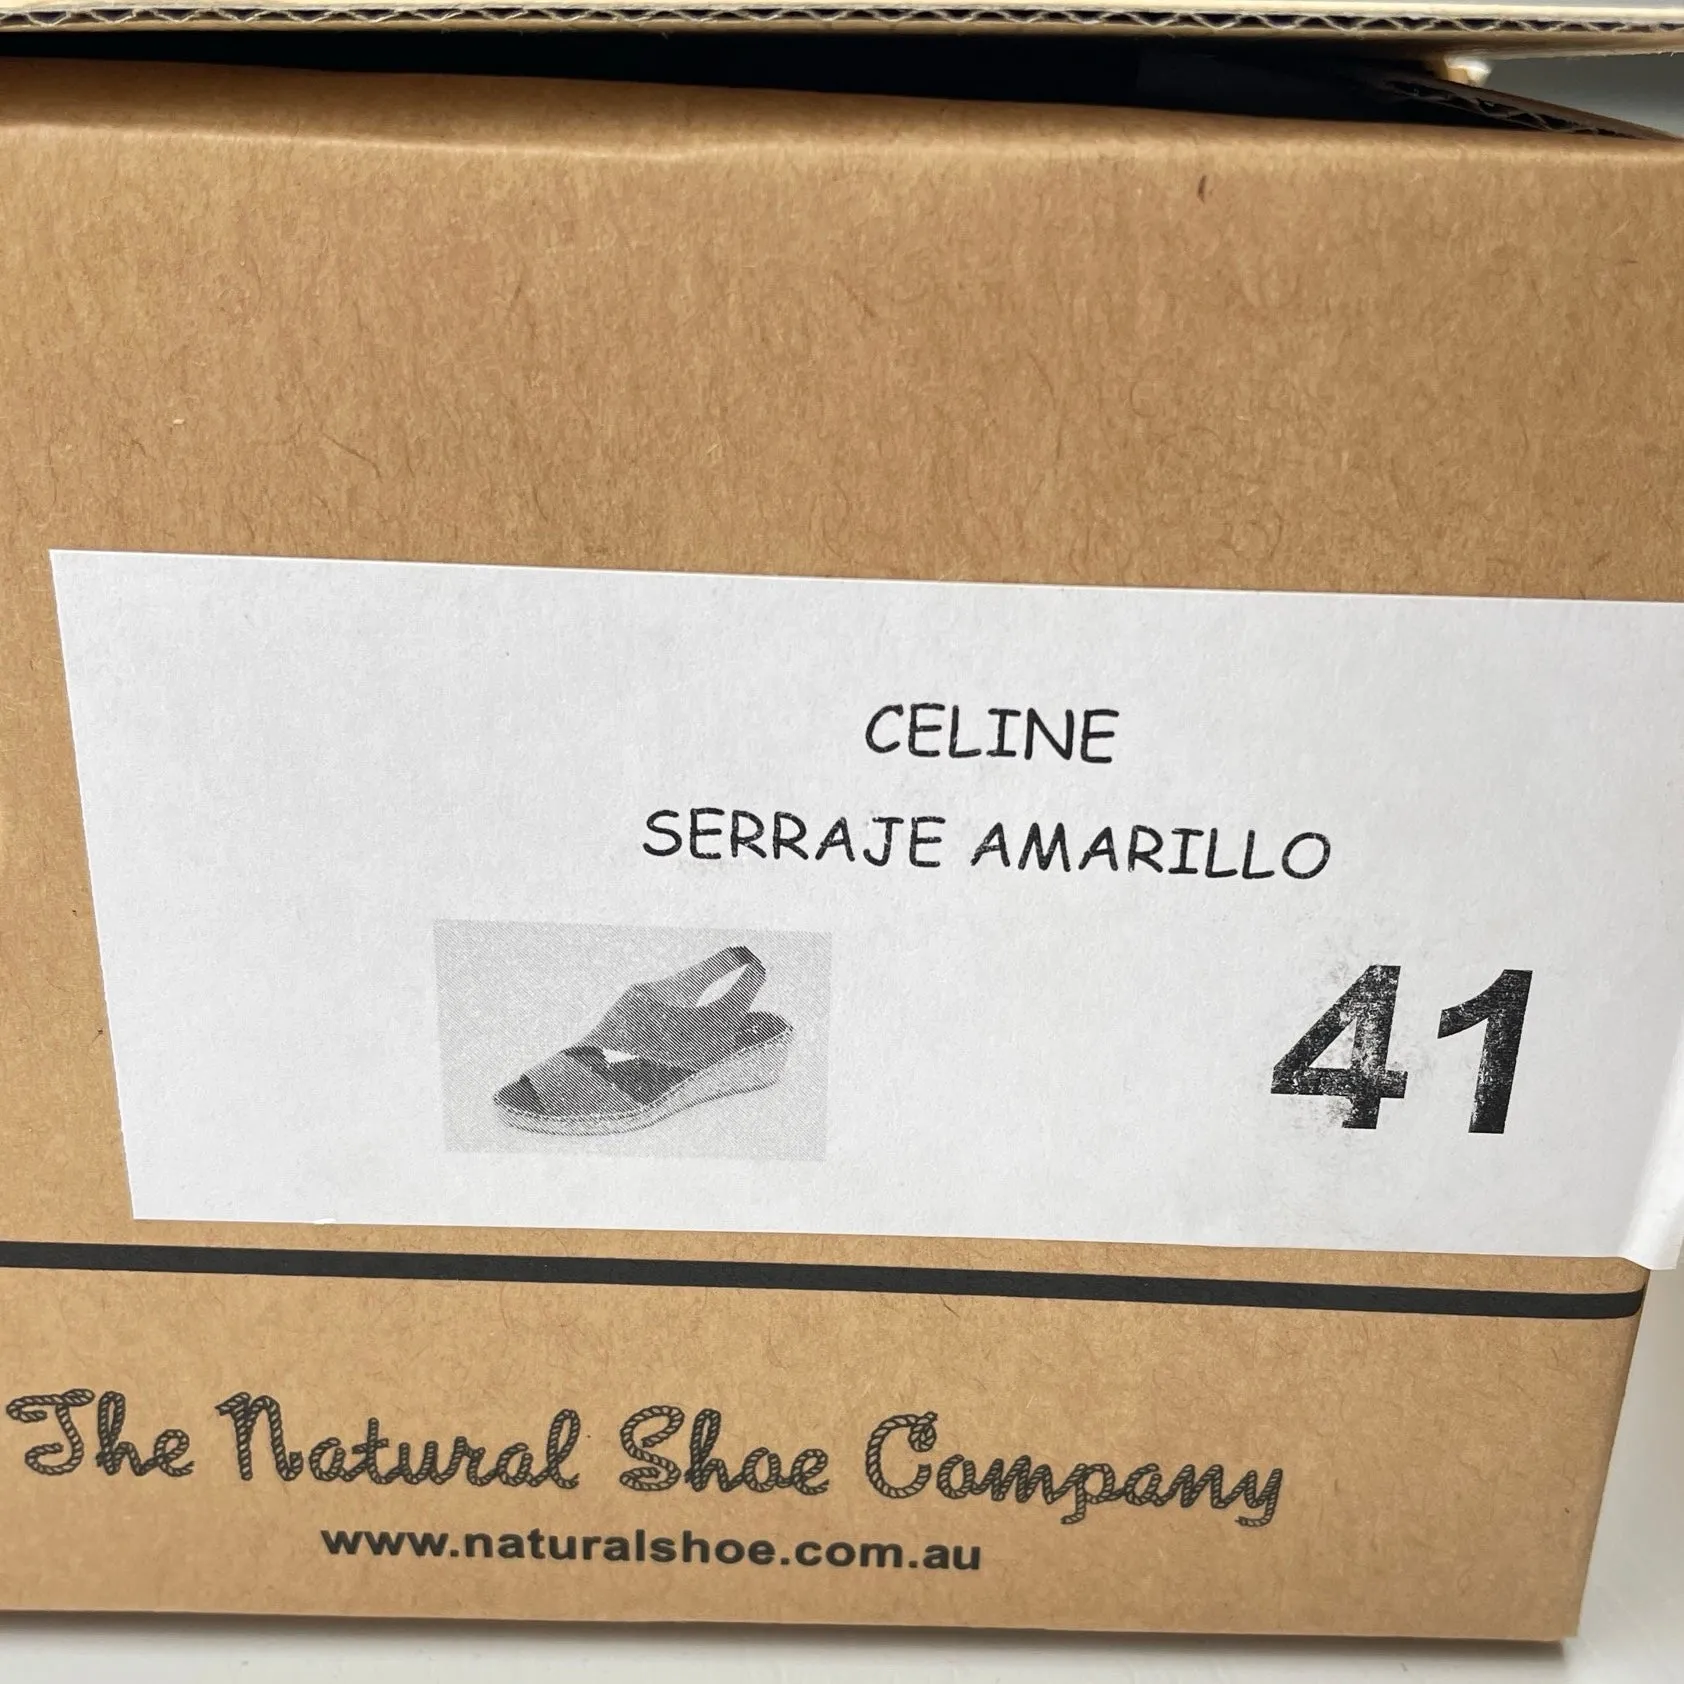 CELINE
SERRAJE AMARILLO
41
The Natural Shoe Company
www.naturalshoe.com.au